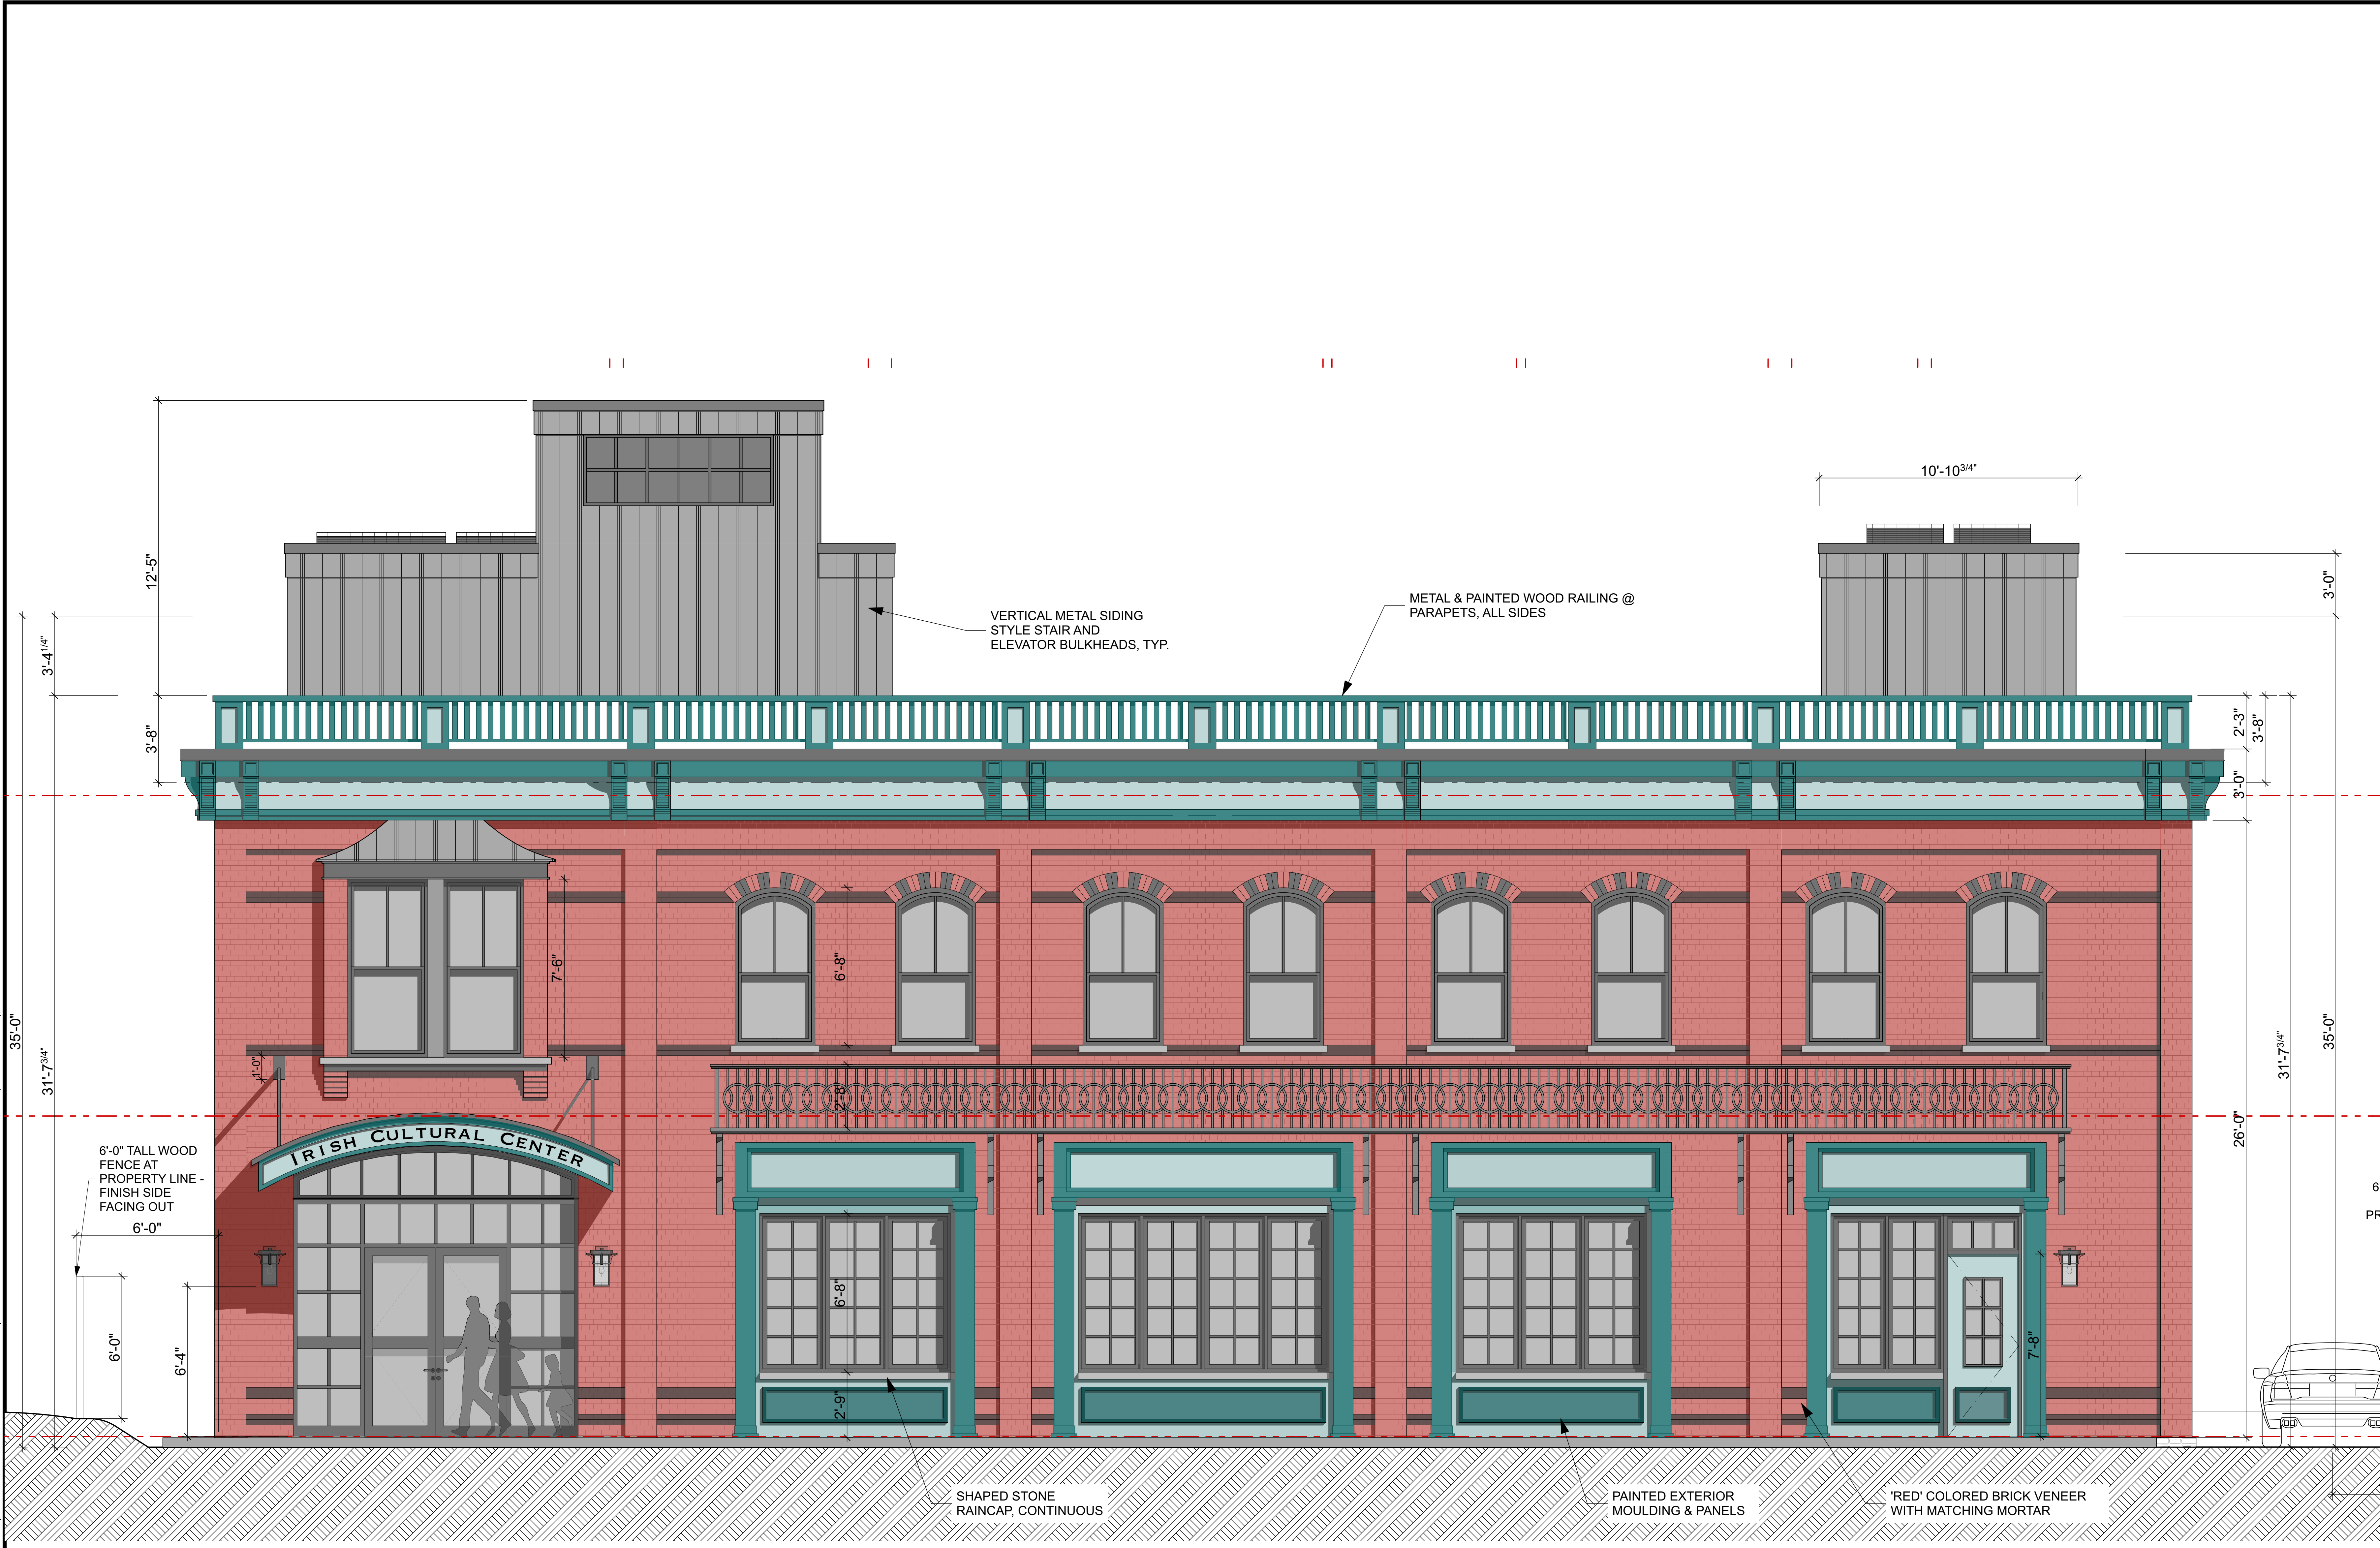 10'-10 3/4"
12'-5"
3'-0"
VERTICAL METAL SIDING
STYLE STAIR AND
ELEVATOR BULKHEADS, TYP.
METAL & PAINTED WOOD RAILING @
PARAPETS, ALL SIDES
3'-4 1/4"
3'-8"
2'-3"
3'-8"
3'-0"
7'-6"
6'-8"
35'-0"
31'-7 3/4"
1'-0"
2'-8"
31'-7 3/4"
35'-0"
26'-0"
IRISH CULTURAL CENTER
6'-0" TALL WOOD
FENCE AT
PROPERTY LINE -
FINISH SIDE
FACING OUT
6'-0"
6'-0"
6'-4"
6'-8"
2'-9"
7'-8"
6'
PR
SHAPED STONE
RAINCAP, CONTINUOUS
PAINTED EXTERIOR
MOULDING & PANELS
'RED' COLORED BRICK VENEER
WITH MATCHING MORTAR